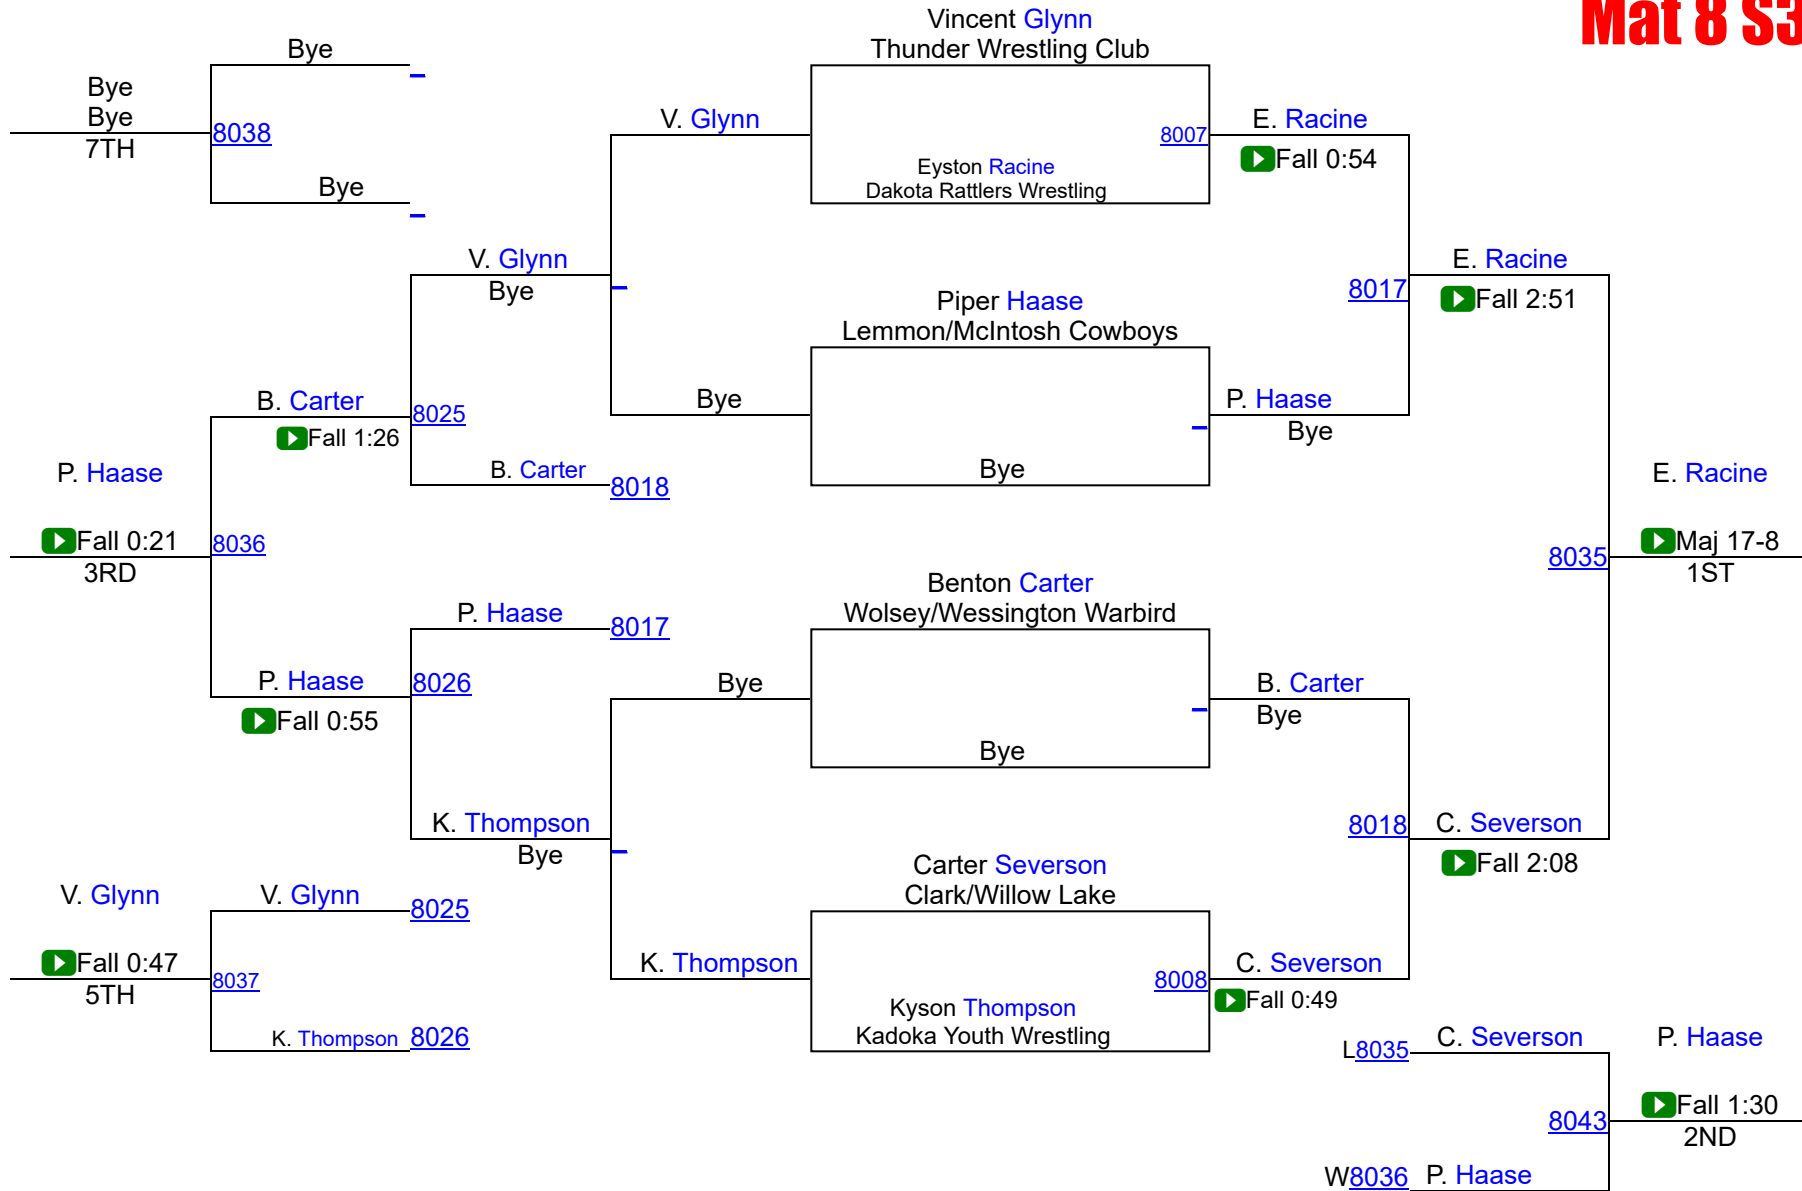 Mat 8 S3
Bye
Bye
Bye
7TH
8038
Bye
Vincent Glynn
Thunder Wrestling Club
V. Glynn
8007
Eyston Racine
Dakota Rattlers Wrestling
E. Racine
Fall 0:54
V. Glynn
Bye
Piper Haase
Lemmon/McIntosh Cowboys
Bye
Bye
P. Haase
Bye
8017
E. Racine
Fall 2:51
B. Carter
Fall 1:26
8025
B. Carter
8018
P. Haase
Fall 0:21
3RD
8036
E. Racine
8035
Maj 17-8
1ST
P. Haase
8017
P. Haase
Fall 0:55
8026
Benton Carter
Wolsey/Wessington Warbird
Bye
Bye
B. Carter
Bye
K. Thompson
Bye
8018
C. Severson
Fall 2:08
Carter Severson
Clark/Willow Lake
K. Thompson
8008
Kyson Thompson
Kadoka Youth Wrestling
C. Severson
Fall 0:49
V. Glynn
Fall 0:47
5TH
V. Glynn
8025
8037
K. Thompson 8026
L8035
C. Severson
P. Haase
8043
Fall 1:30
2ND
W8036
P. Haase